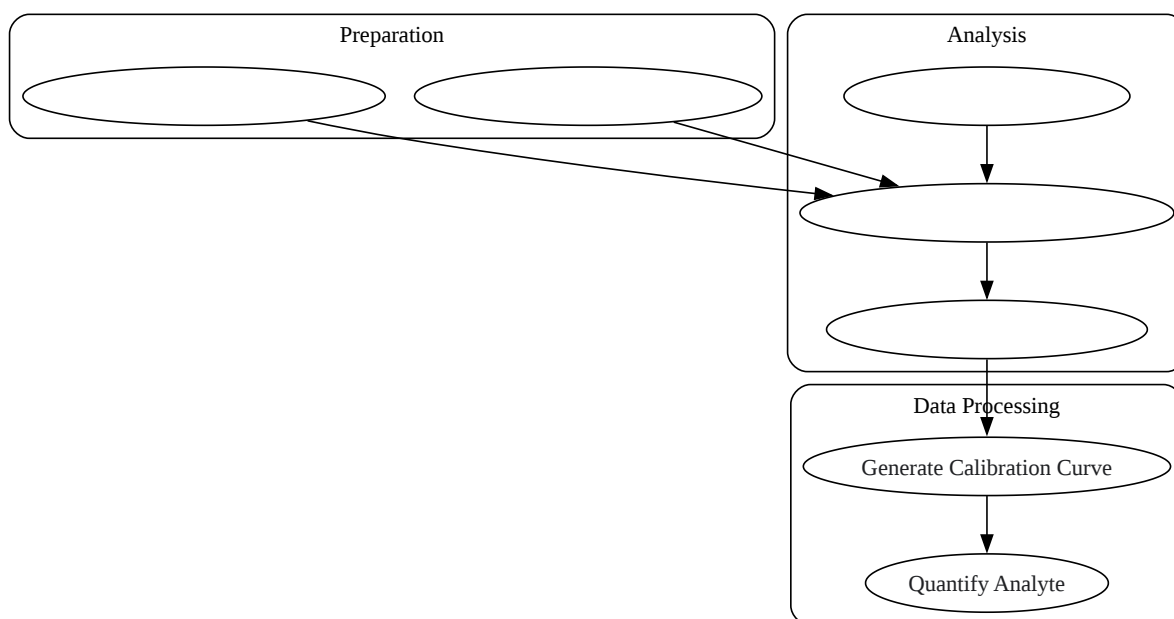 Preparation
Analysis
Data Processing
Generate Calibration Curve
Quantify Analyte